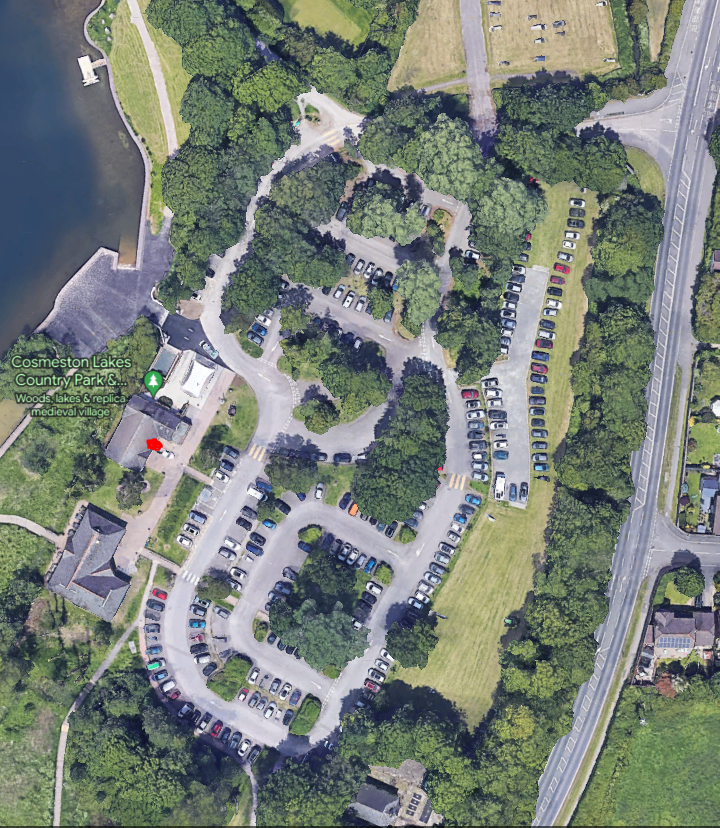 Cosmeston Lakes
Country Park &...
Woods, lakes & replica
medieval village